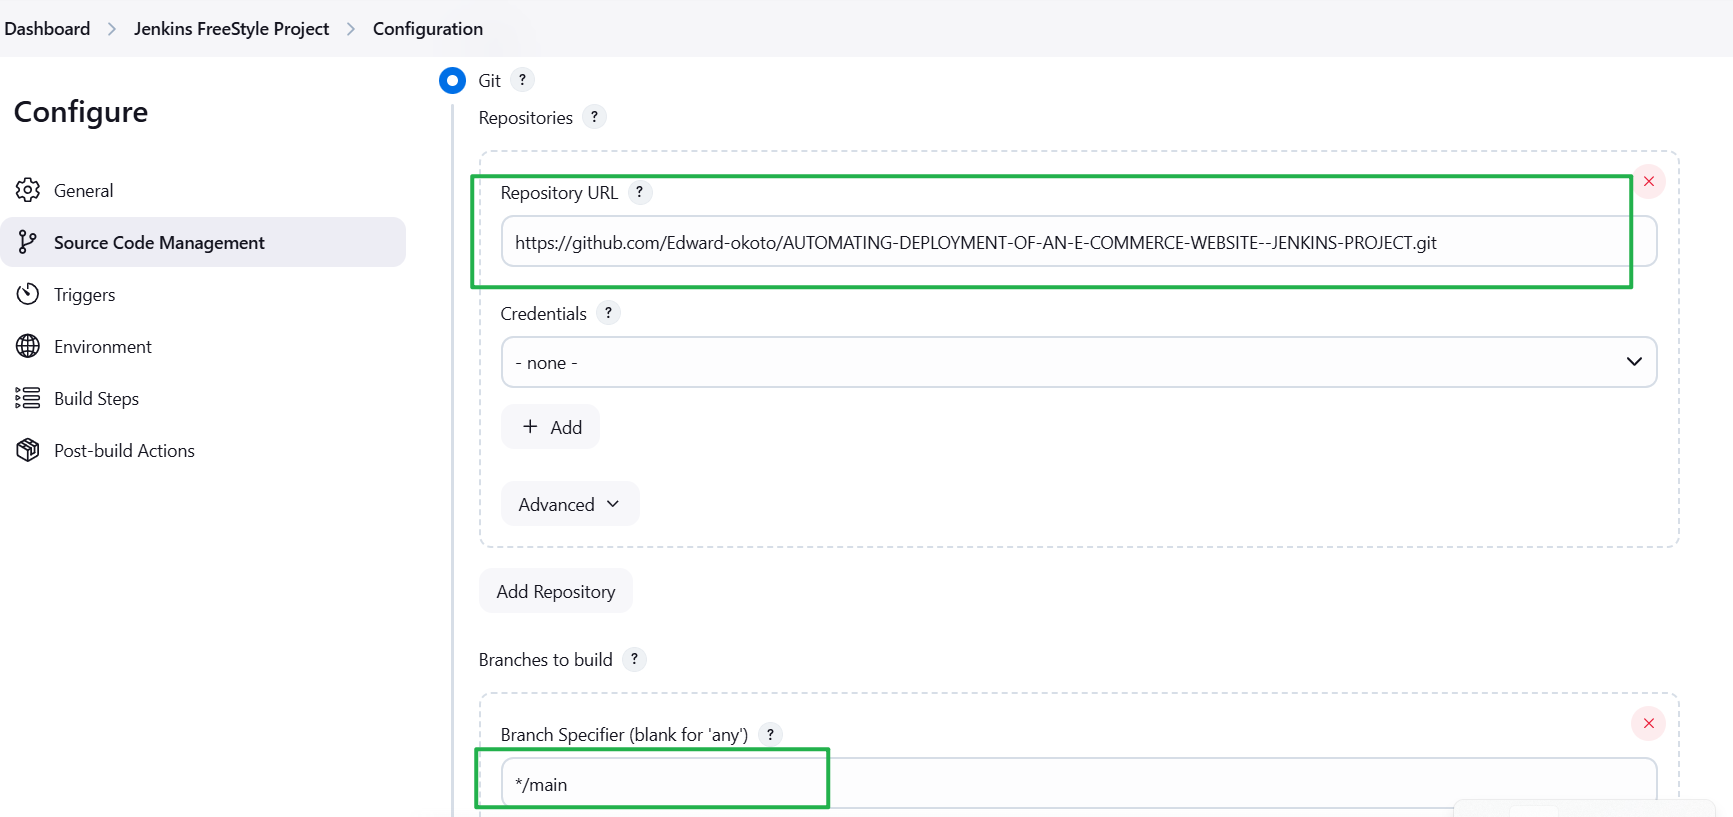 Dashboard > Jenkins FreeStyle Project > Configuration
Configure
General
Source Code Management
Triggers
Environment
Build Steps
Post-build Actions
Git ?
Repositories ?
Repository URL ?
https://github.com/Edward-okoto/AUTOMATING-DEPLOYMENT-OF-AN-E-COMMERCE-WEBSITE--JENKINS-PROJECT.git
Credentials ?
- none -
+ Add
Advanced
Add Repository
Branches to build ?
Branch Specifier (blank for 'any') ?
*/main